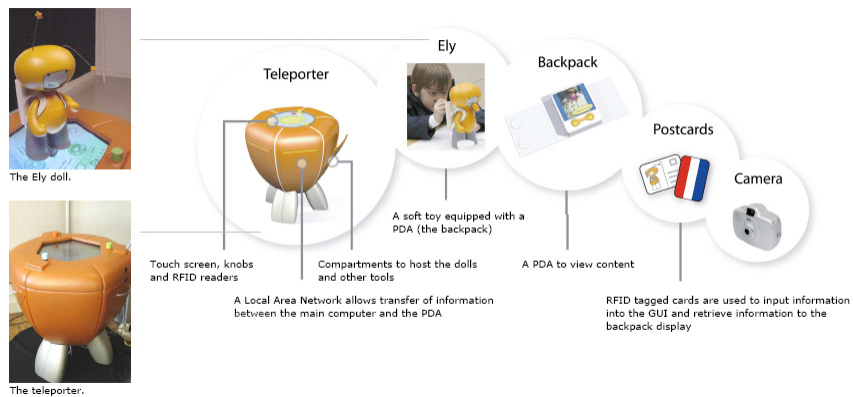 Teleporter
Ely
Backpack
Postcards
Camera
The Ely doll.
A soft toy equipped with a
PDA (the backpack)
Touch screen, knobs
and RFID readers
Compartments to host the dolls
and other tools
A PDA to view content
A Local Area Network allows transfer of information
between the main computer and the PDA
RFID tagged cards are used to input information
into the GUI and retrieve information to the
backpack display
The teleporter.